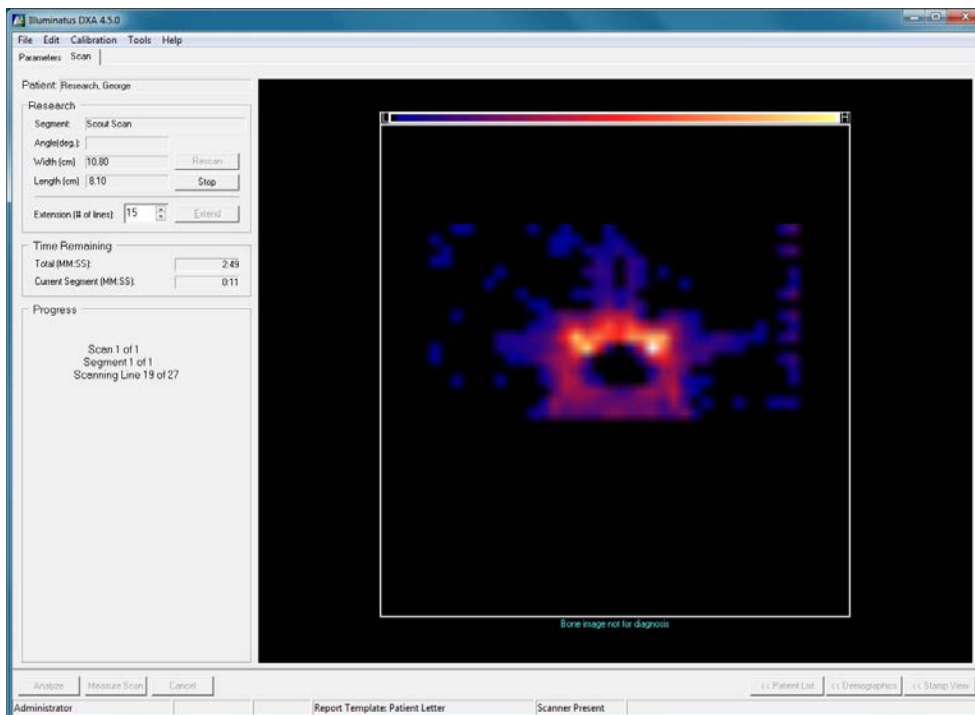 Illuminatus DXA 4.5.0
File Edit Calibration Tools Help
Parameters Scan
Patient: Research, George
Research
Segment: Scout Scan
Angle(deg.):
Width (cm) 10.80 Rescan
Length (cm) 8.10 Stop
Extension (# of lines): 15 Extend
Time Remaining
Total (MM:SS): 2:49
Current Segment (MM:SS): 0:11
Progress
Scan 1 of 1
Segment 1 of 1
Scanning Line 19 of 27
L H
Bone image not for diagnosis
Analyze Measure Scan Cancel << Patient List << Demographics << Stamp View
Administrator Report Template: Patient Letter Scanner Present